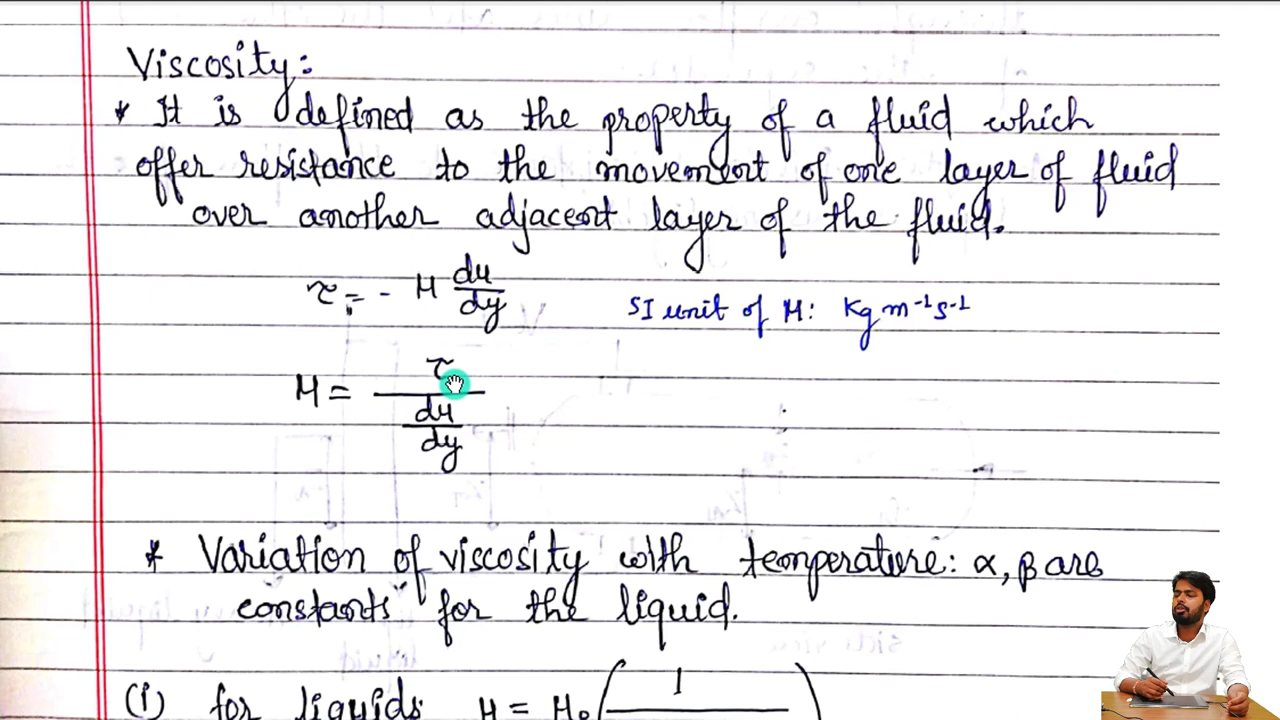 Viscosity:
* It is defined as the property of a fluid which
offer resistance to the movement of one layer of fluid
over another adjacent layer of the fluid.
τ = - μ du/dy
SI unit of μ: Kg m⁻¹s⁻¹
μ = τ / (du/dy)
* Variation of viscosity with temperature: α, β are
constants for the liquid.
(i) for liquids μ = μ₀ ( 1